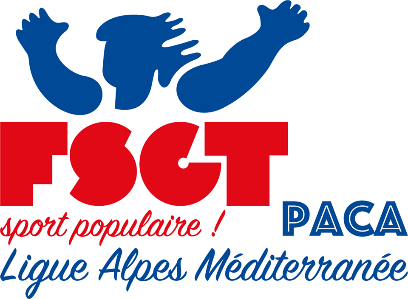 FSGT
sport populaire ! PACA
Ligue Alpes Méditerranée